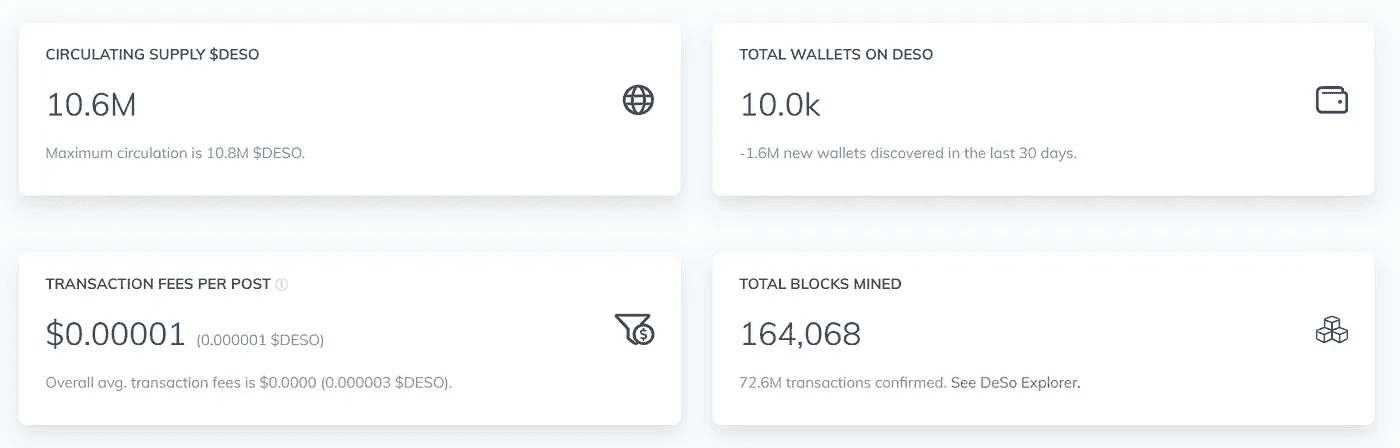 CIRCULATING SUPPLY $DESO
10.6M
Maximum circulation is 10.8M $DESO.
TOTAL WALLETS ON DESO
10.0k
-1.6M new wallets discovered in the last 30 days.
TRANSACTION FEES PER POST ⓘ
$0.00001 (0.000001 $DESO)
Overall avg. transaction fees is $0.0000 (0.000003 $DESO).
TOTAL BLOCKS MINED
164,068
72.6M transactions confirmed. See DeSo Explorer.